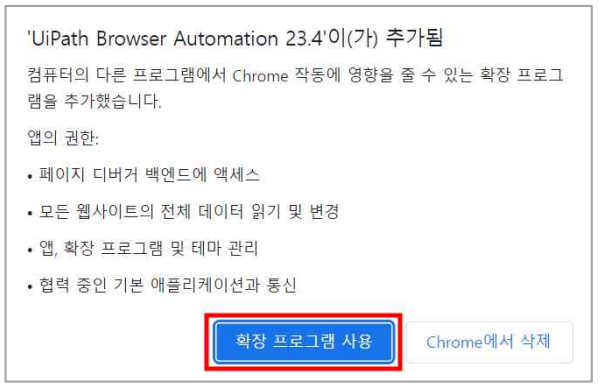 'UiPath Browser Automation 23.4'이(가) 추가됨
컴퓨터의 다른 프로그램에서 Chrome 작동에 영향을 줄 수 있는 확장 프로그
램을 추가했습니다.
앱의 권한:
• 페이지 디버거 백엔드에 액세스
• 모든 웹사이트의 전체 데이터 읽기 및 변경
• 앱, 확장 프로그램 및 테마 관리
• 협력 중인 기본 애플리케이션과 통신
확장 프로그램 사용
Chrome에서 삭제